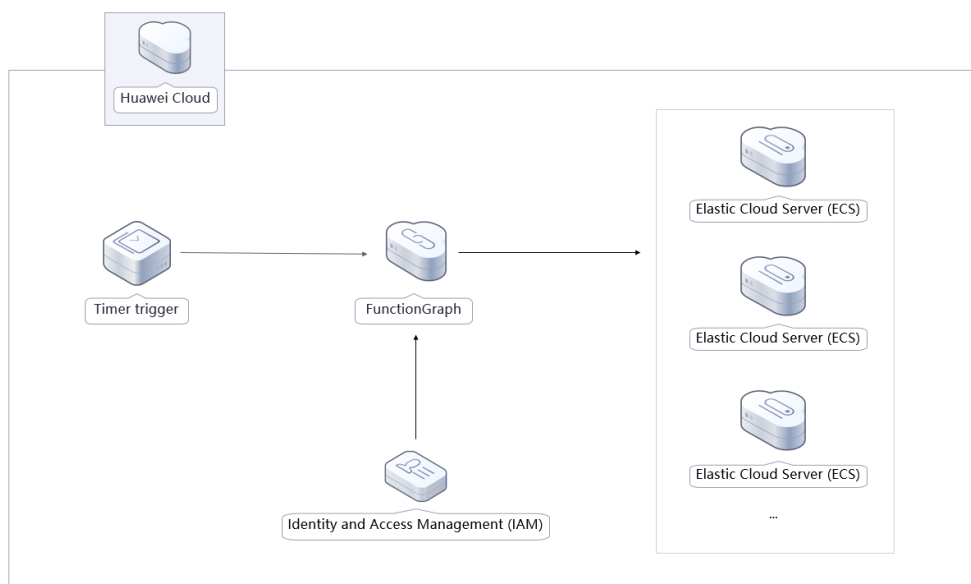 Huawei Cloud
Elastic Cloud Server (ECS)
Timer trigger
FunctionGraph
Elastic Cloud Server (ECS)
Elastic Cloud Server (ECS)
...
Identity and Access Management (IAM)